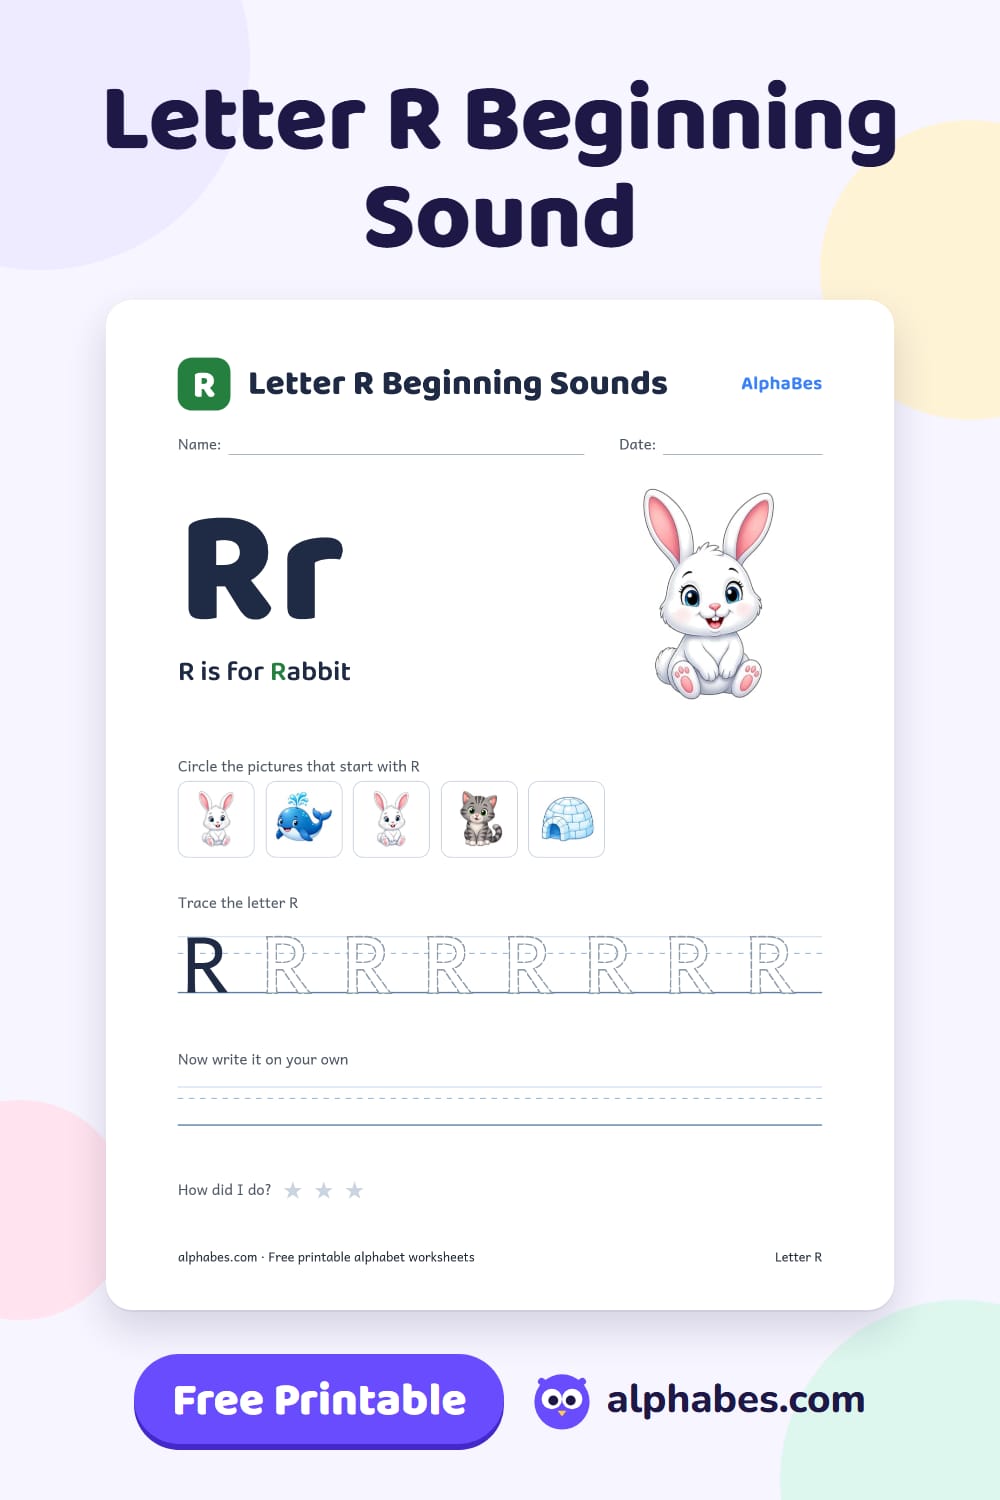 Letter R Beginning
Sound
R Letter R Beginning Sounds AlphaBes
Name: Date:
Rr
R is for Rabbit
Circle the pictures that start with R
Trace the letter R
R R R R R R R R
Now write it on your own
How did I do?
alphabes.com · Free printable alphabet worksheets Letter R
Free Printable alphabes.com